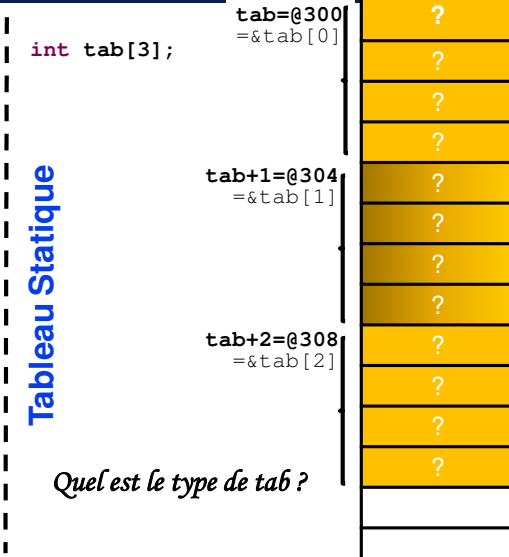 tab=@300
=&tab[0]
int tab[3];
?
?
?
?
Tableau Statique
tab+1=@304
=&tab[1]
?
?
?
?
tab+2=@308
=&tab[2]
?
?
?
?
Quel est le type de tab ?